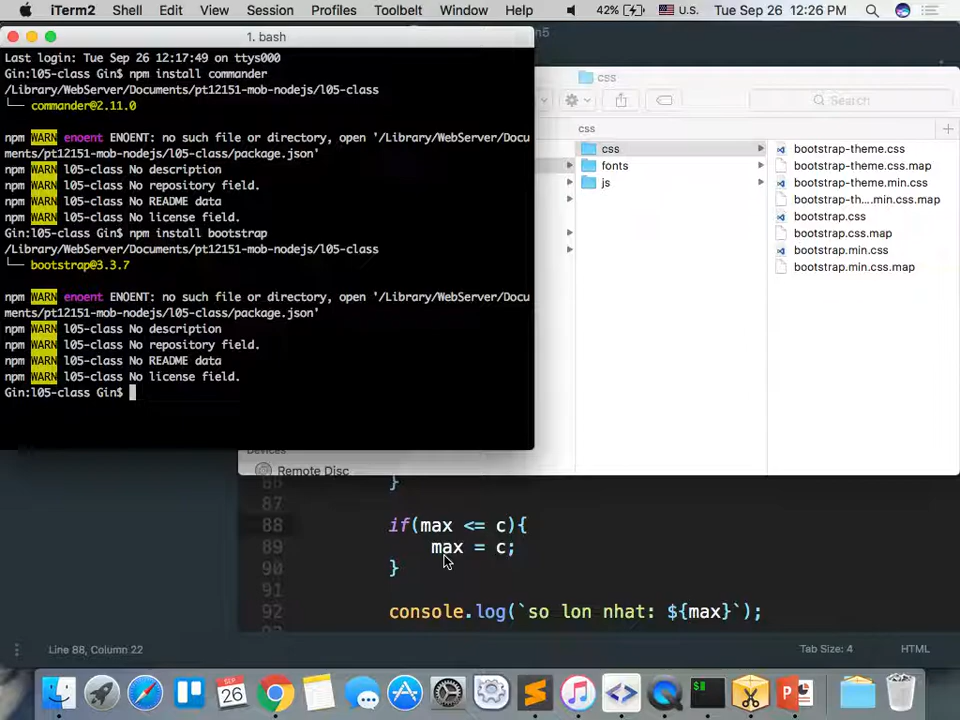 iTerm2 Shell Edit View Session Profiles Toolbelt Window Help 42% U.S. Tue Sep 26 12:26 PM
1. bash
Last login: Tue Sep 26 12:17:49 on ttys000
Gin:l05-class Gin$ npm install commander
/Library/WebServer/Documents/pt12151-mob-nodejs/l05-class
└── commander@2.11.0
npm WARN enoent ENOENT: no such file or directory, open '/Library/WebServer/Docu
ments/pt12151-mob-nodejs/l05-class/package.json'
npm WARN l05-class No description
npm WARN l05-class No repository field.
npm WARN l05-class No README data
npm WARN l05-class No license field.
Gin:l05-class Gin$ npm install bootstrap
/Library/WebServer/Documents/pt12151-mob-nodejs/l05-class
└── bootstrap@3.3.7
npm WARN enoent ENOENT: no such file or directory, open '/Library/WebServer/Docu
ments/pt12151-mob-nodejs/l05-class/package.json'
npm WARN l05-class No description
npm WARN l05-class No repository field.
npm WARN l05-class No README data
npm WARN l05-class No license field.
Gin:l05-class Gin$
css
Search
css
css
fonts
js
bootstrap-theme.css
bootstrap-theme.css.map
bootstrap-theme.min.css
bootstrap-th....min.css.map
bootstrap.css
bootstrap.css.map
bootstrap.min.css
bootstrap.min.css.map
Remote Disc
86 }
87
88 if(max <= c){
89 max = c;
90 }
91
92 console.log(`so lon nhat: ${max}`);
Line 88, Column 22
Tab Size: 4
HTML
SEP
26